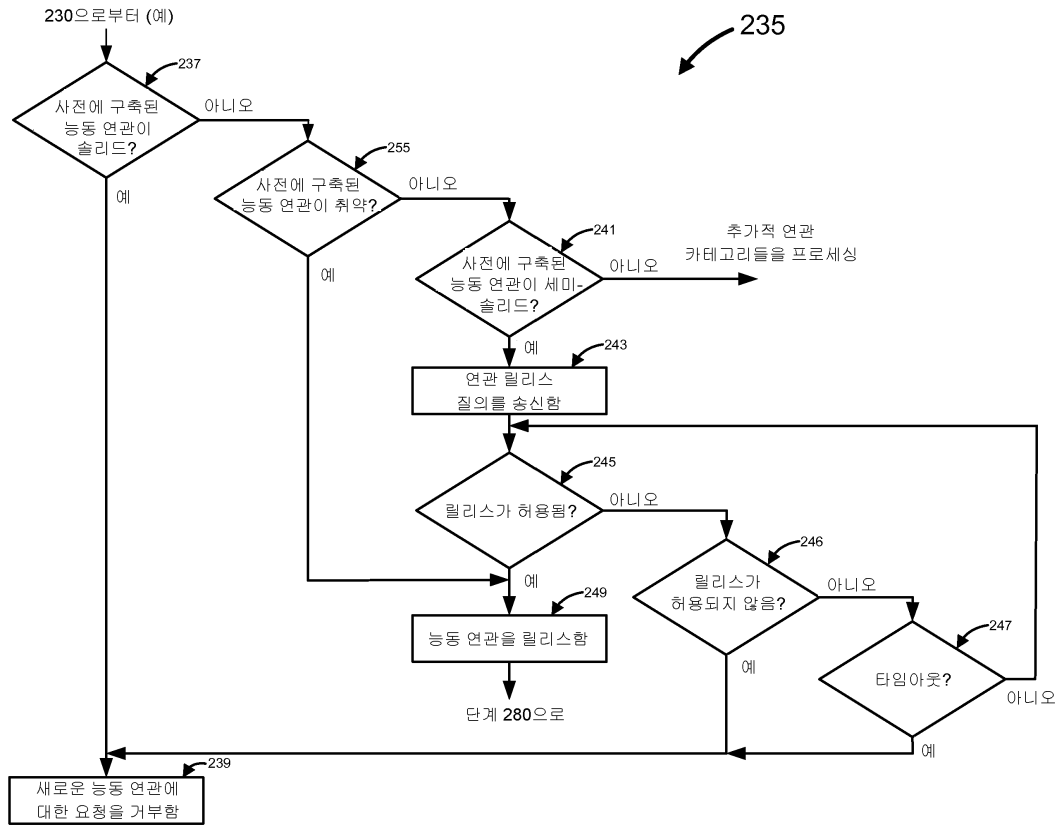 230으로부터 (예)
235
237
사전에 구축된
능동 연관이
솔리드?
아니오
예
255
사전에 구축된
능동 연관이 취약?
아니오
예
241
사전에 구축된
능동 연관이 세미-
솔리드?
아니오
추가적 연관
카테고리들을 프로세싱
예
243
연관 릴리스
질의를 송신함
245
릴리스가 허용됨?
아니오
예
246
릴리스가
허용되지 않음?
아니오
예
247
타임아웃?
아니오
예
249
능동 연관을 릴리스함
단계 280으로
239
새로운 능동 연관에
대한 요청을 거부함